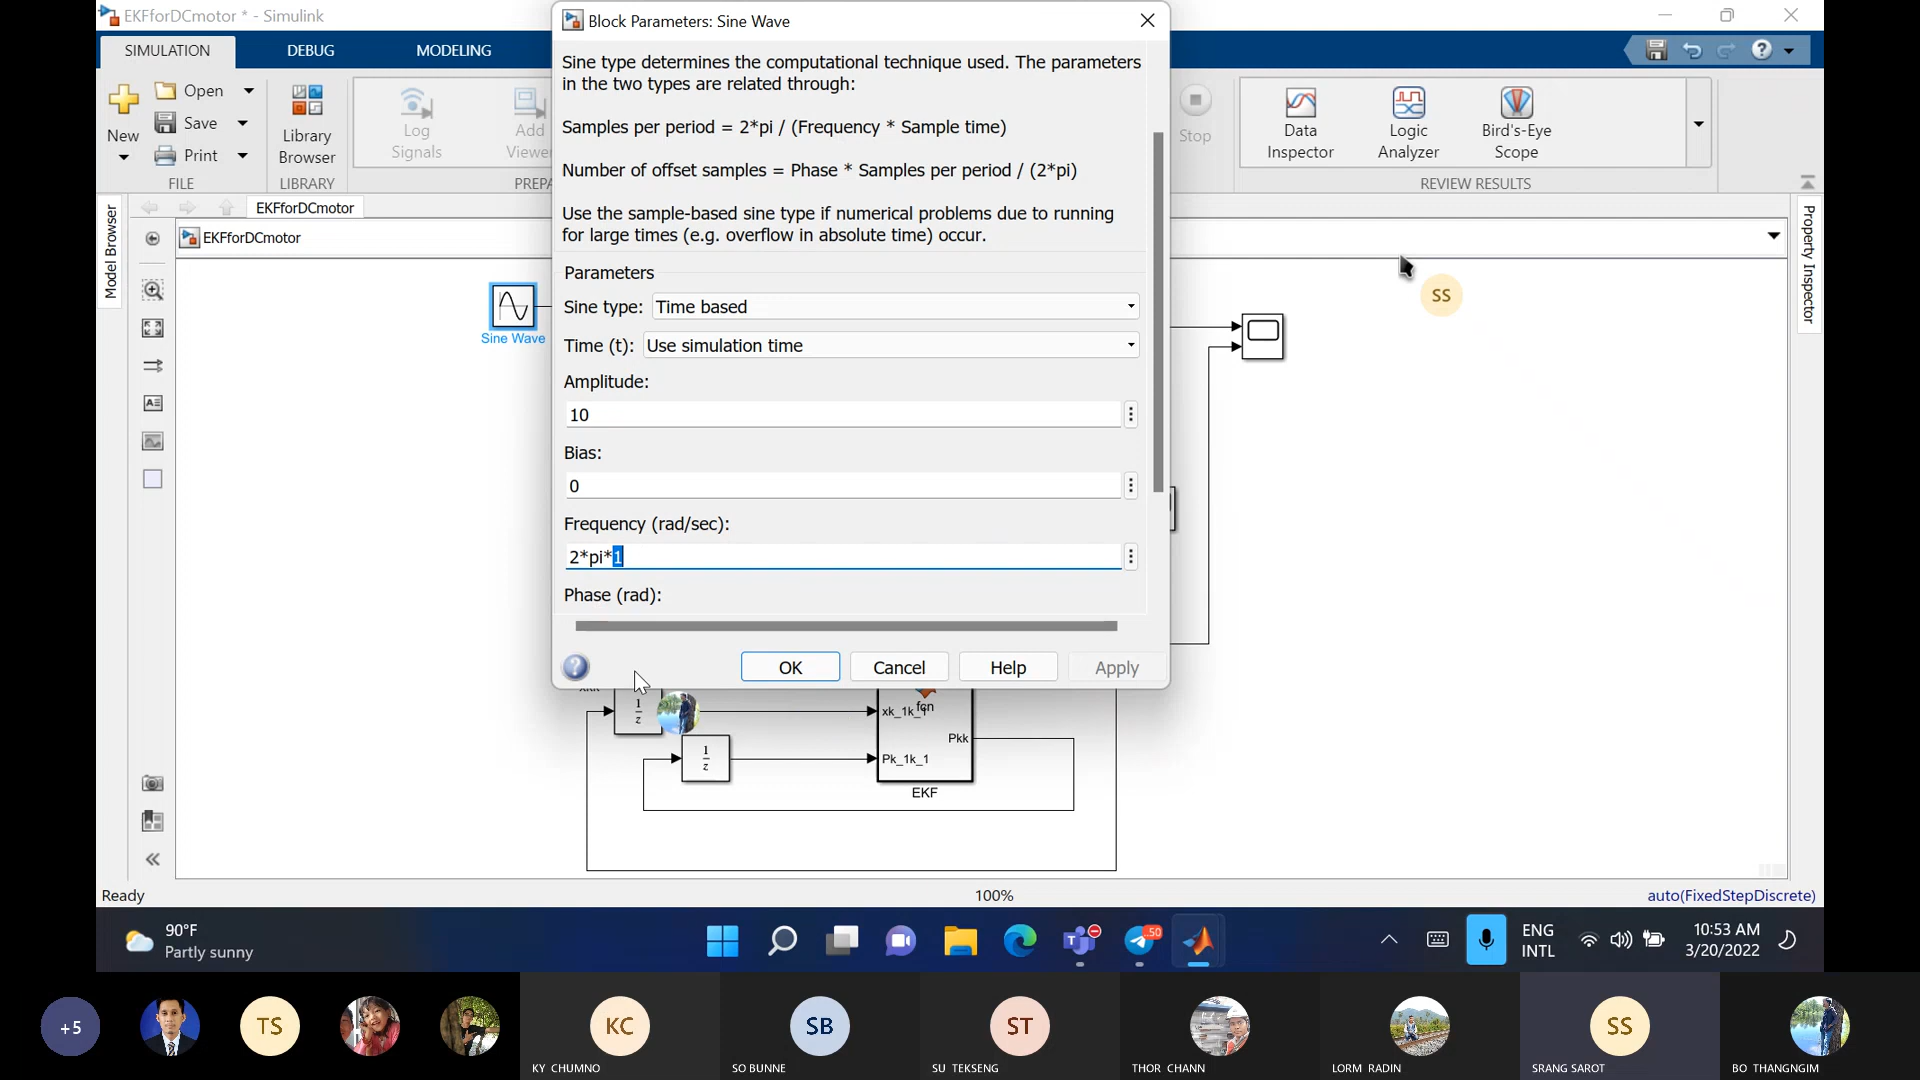 EKFforDCmotor * - Simulink
Block Parameters: Sine Wave
SIMULATION
DEBUG
MODELING
New
Open
Save
Print
FILE
Library
Browser
LIBRARY
Log
Signals
Add
Viewer
PREPA
Stop
Data
Inspector
Logic
Analyzer
Bird's-Eye
Scope
REVIEW RESULTS
EKFforDCmotor
EKFforDCmotor
Model Browser
Property Inspector
Sine type determines the computational technique used. The parameters
in the two types are related through:
Samples per period = 2*pi / (Frequency * Sample time)
Number of offset samples = Phase * Samples per period / (2*pi)
Use the sample-based sine type if numerical problems due to running
for large times (e.g. overflow in absolute time) occur.
Parameters
Sine type: Time based
Time (t): Use simulation time
Amplitude:
10
Bias:
0
Frequency (rad/sec):
2*pi*1
Phase (rad):
OK
Cancel
Help
Apply
Sine Wave
SS
1
z
xk_1k_1
fcn
Pkk
1
z
Pk_1k_1
EKF
Ready
100%
auto(FixedStepDiscrete)
90°F
Partly sunny
50
ENG
INTL
10:53 AM
3/20/2022
+5
TS
KC
SB
ST
SS
KY CHUMNO
SO BUNNE
SU TEKSENG
THOR CHANN
LORM RADIN
SRANG SAROT
BO THANGNGIM